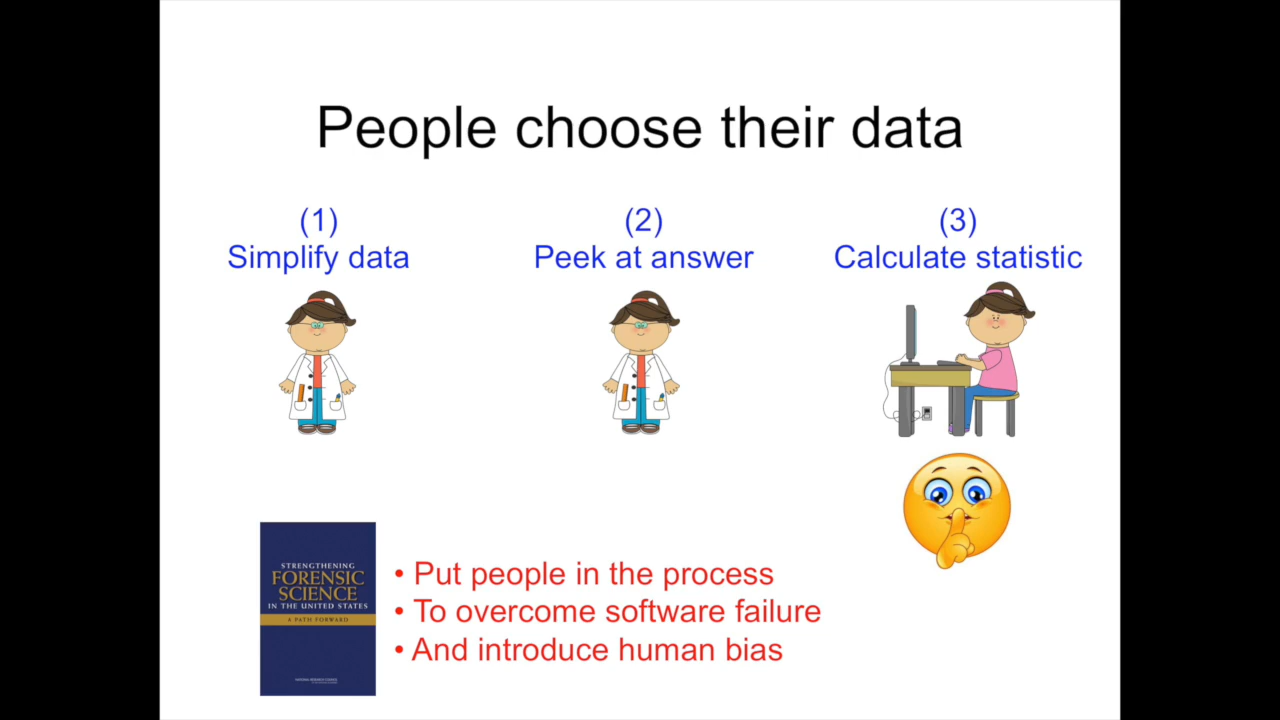 People choose their data
(1)
Simplify data
(2)
Peek at answer
(3)
Calculate statistic
STRENGTHENING
FORENSIC
SCIENCE
IN THE UNITED STATES
A PATH FORWARD
• Put people in the process
• To overcome software failure
• And introduce human bias